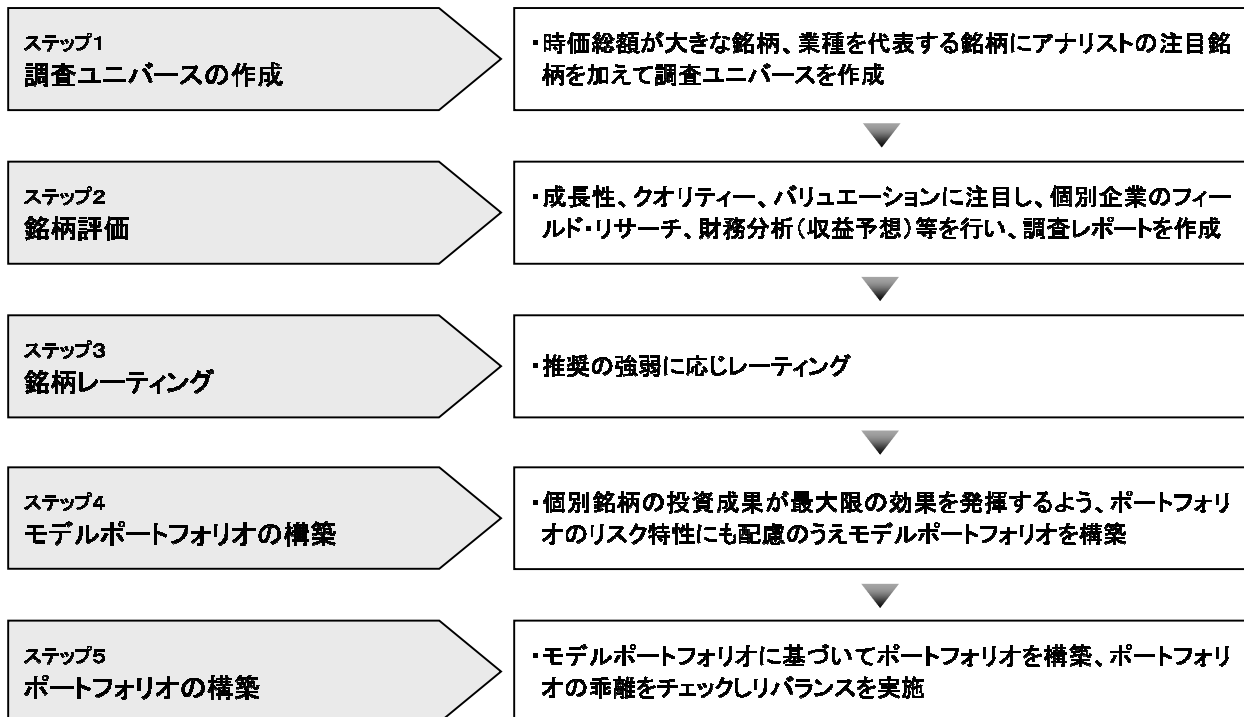 ステップ1
調査ユニバースの作成
・時価総額が大きな銘柄、業種を代表する銘柄にアナリストの注目銘
柄を加えて調査ユニバースを作成
ステップ2
銘柄評価
・成長性、クオリティー、バリュエーションに注目し、個別企業のフィー
ルド・リサーチ、財務分析(収益予想)等を行い、調査レポートを作成
ステップ3
銘柄レーティング
・推奨の強弱に応じレーティング
ステップ4
モデルポートフォリオの構築
・個別銘柄の投資成果が最大限の効果を発揮するよう、ポートフォリ
オのリスク特性にも配慮のうえモデルポートフォリオを構築
ステップ5
ポートフォリオの構築
・モデルポートフォリオに基づいてポートフォリオを構築、ポートフォリ
オの乖離をチェックしリバランスを実施